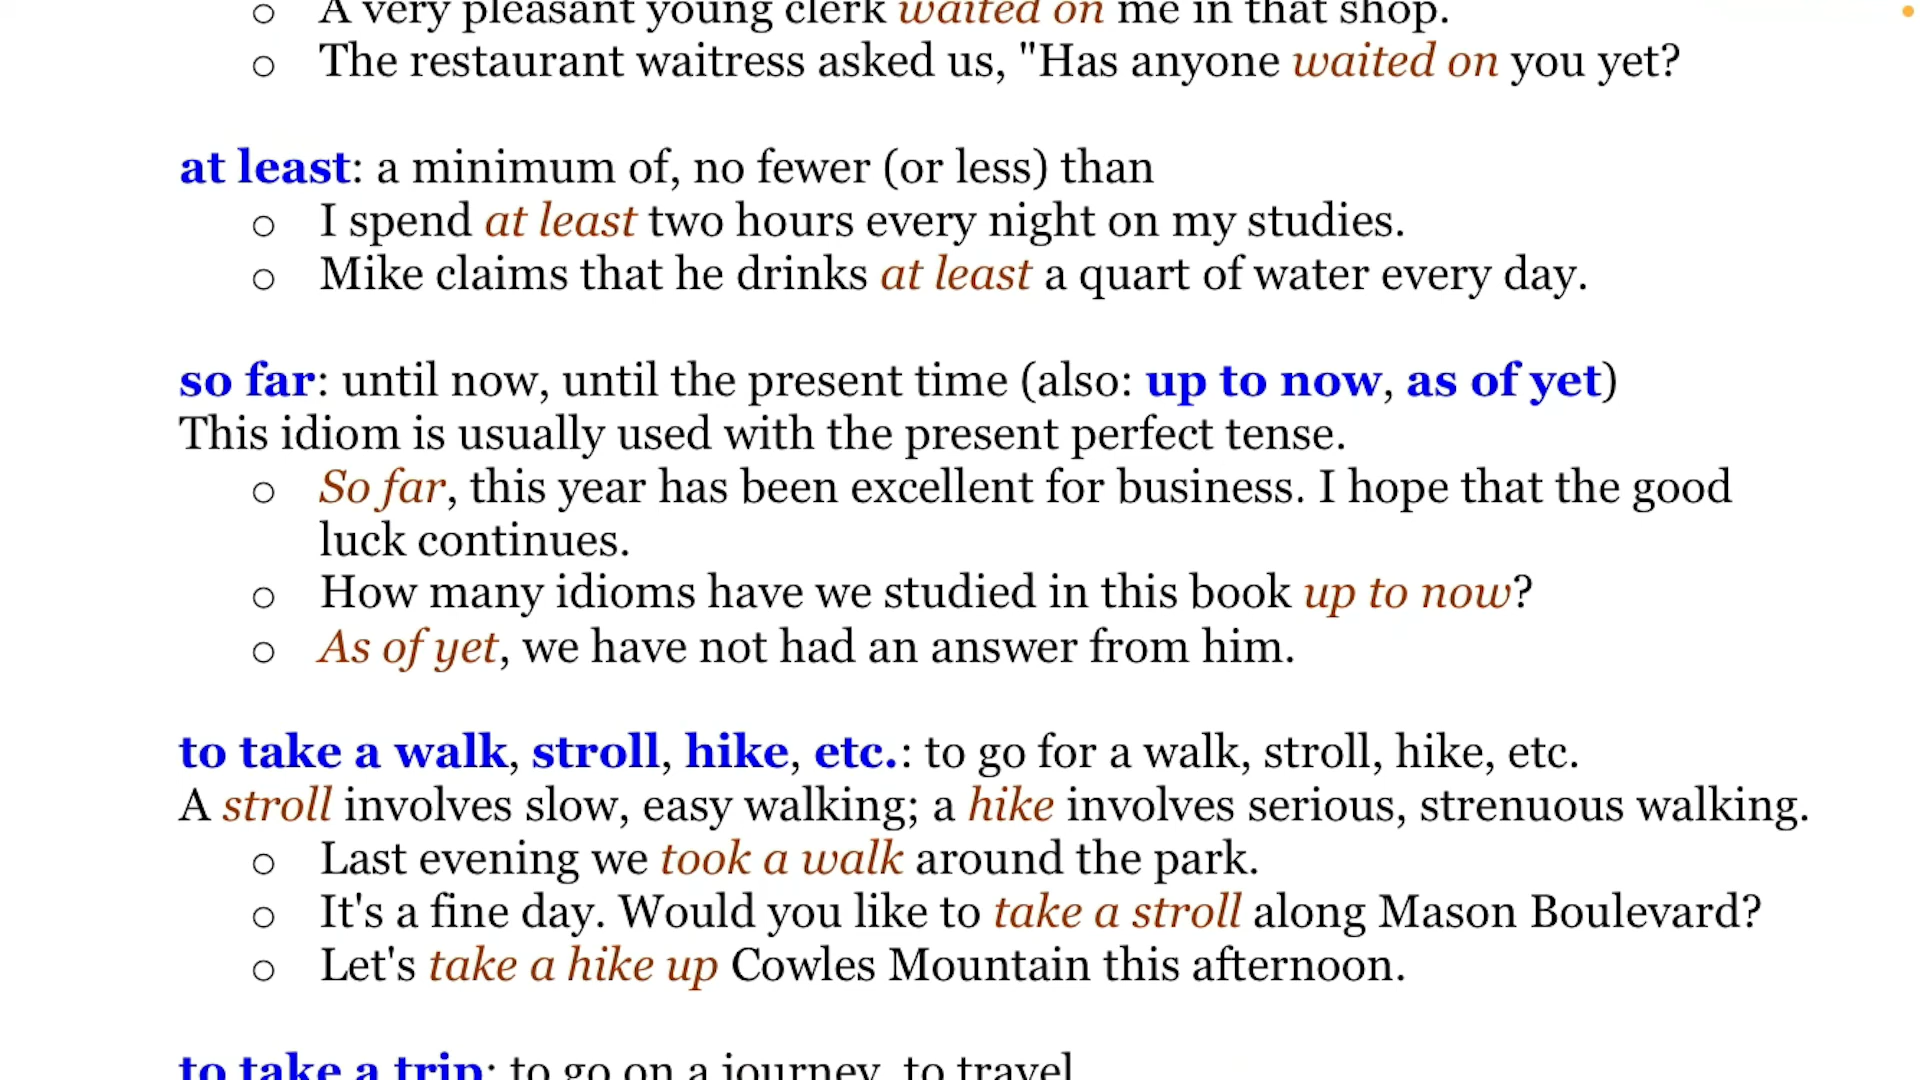 ○ A very pleasant young clerk waited on me in that shop.
○ The restaurant waitress asked us, "Has anyone waited on you yet?
at least: a minimum of, no fewer (or less) than
○ I spend at least two hours every night on my studies.
○ Mike claims that he drinks at least a quart of water every day.
so far: until now, until the present time (also: up to now, as of yet)
This idiom is usually used with the present perfect tense.
○ So far, this year has been excellent for business. I hope that the good
luck continues.
○ How many idioms have we studied in this book up to now?
○ As of yet, we have not had an answer from him.
to take a walk, stroll, hike, etc.: to go for a walk, stroll, hike, etc.
A stroll involves slow, easy walking; a hike involves serious, strenuous walking.
○ Last evening we took a walk around the park.
○ It's a fine day. Would you like to take a stroll along Mason Boulevard?
○ Let's take a hike up Cowles Mountain this afternoon.
to take a trip: to go on a journey, to travel